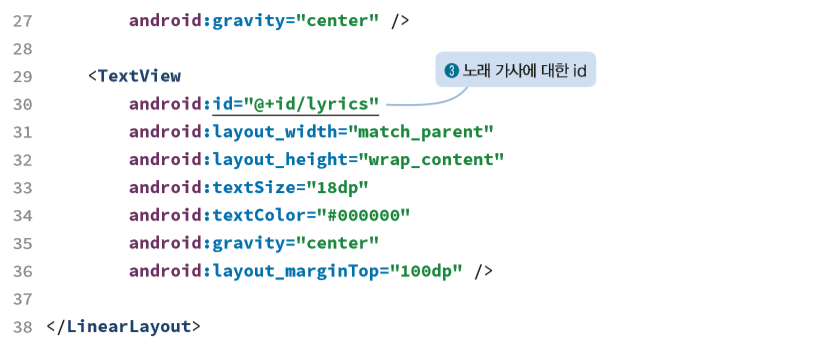 27 android:gravity="center" />
28
29 <TextView
❸ 노래 가사에 대한 id
30 android:id="@+id/lyrics"
31 android:layout_width="match_parent"
32 android:layout_height="wrap_content"
33 android:textSize="18dp"
34 android:textColor="#000000"
35 android:gravity="center"
36 android:layout_marginTop="100dp" />
37
38 </LinearLayout>